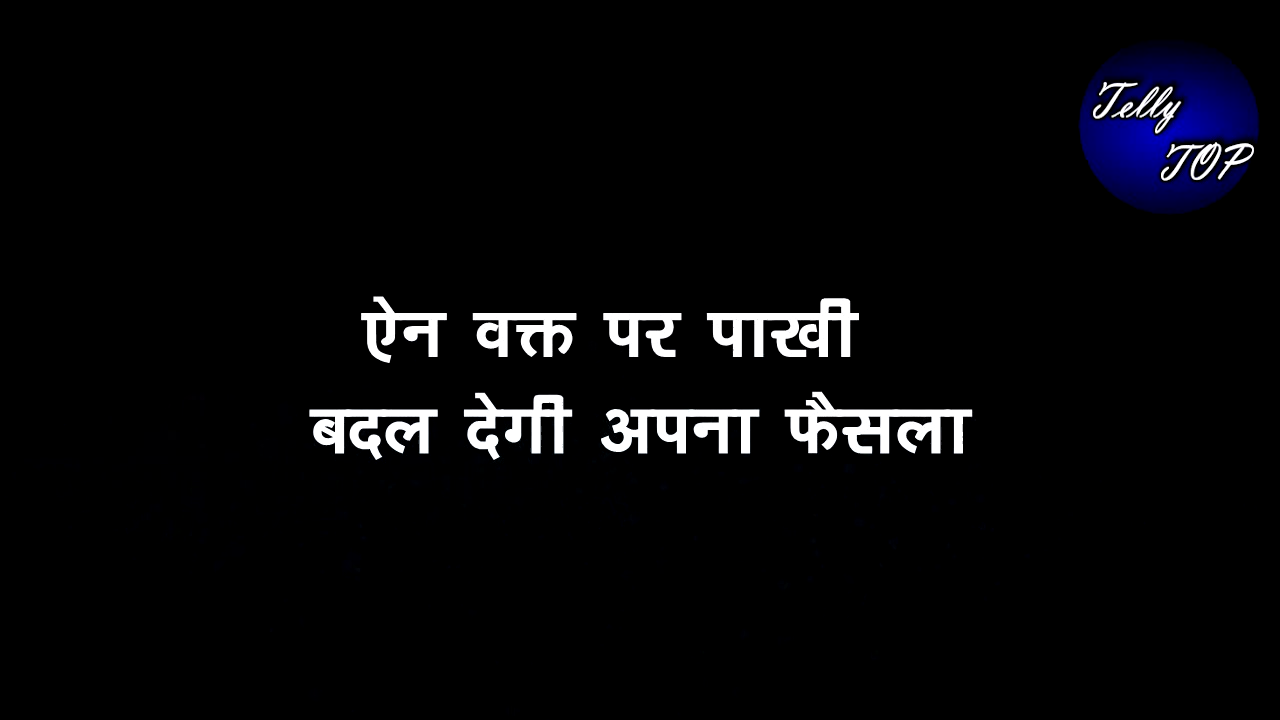 Telly
TOP
ऐन वक्त पर पाखी
बदल देगी अपना फैसला